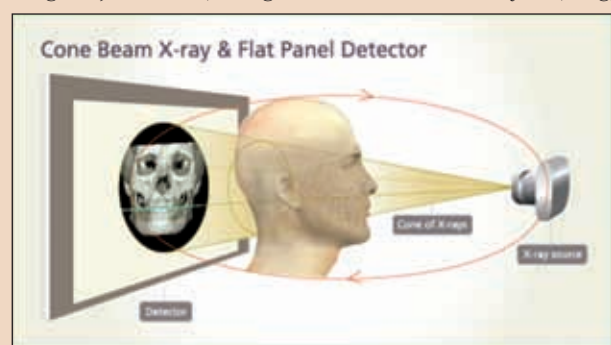 Cone Beam X-ray & Flat Panel Detector
Cone of X-rays
X-ray source
Detector